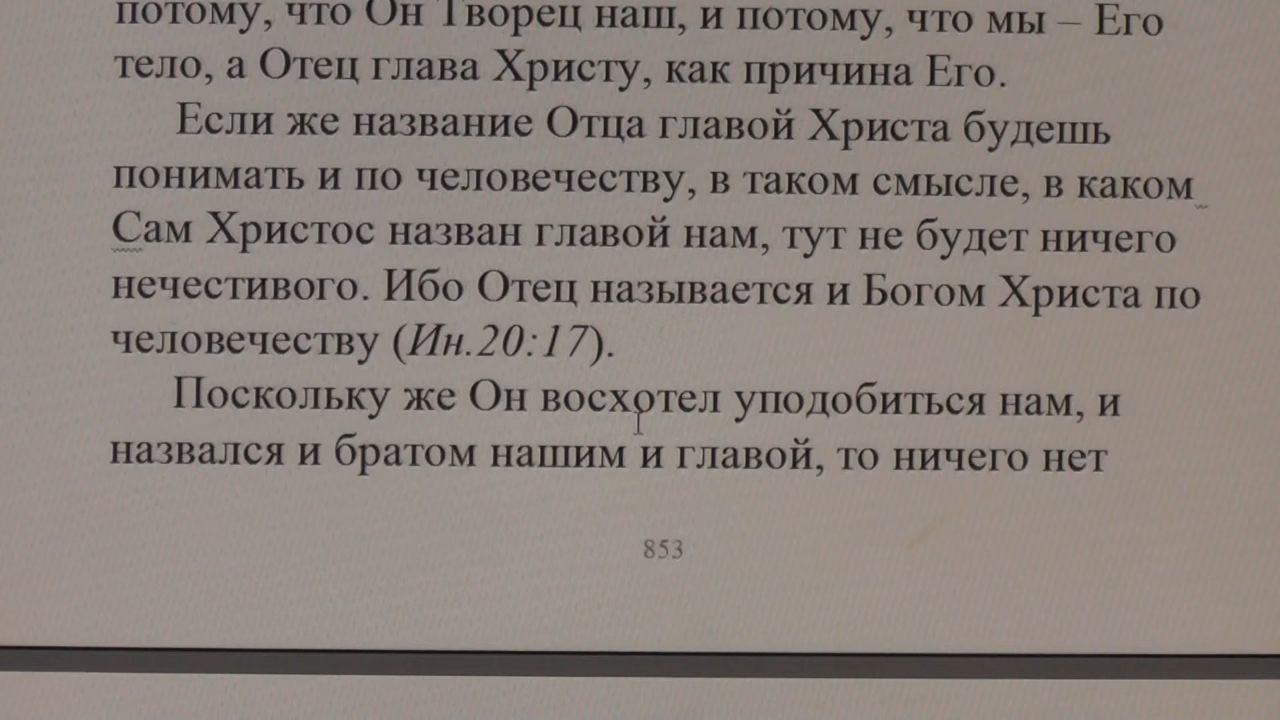 потому, что Он Творец наш, и потому, что мы – Его
тело, а Отец глава Христу, как причина Его.
Если же название Отца главой Христа будешь
понимать и по человечеству, в таком смысле, в каком
Сам Христос назван главой нам, тут не будет ничего
нечестивого. Ибо Отец называется и Богом Христа по
человечеству (Ин.20:17).
Поскольку же Он восхотел уподобиться нам, и
назвался и братом нашим и главой, то ничего нет
853